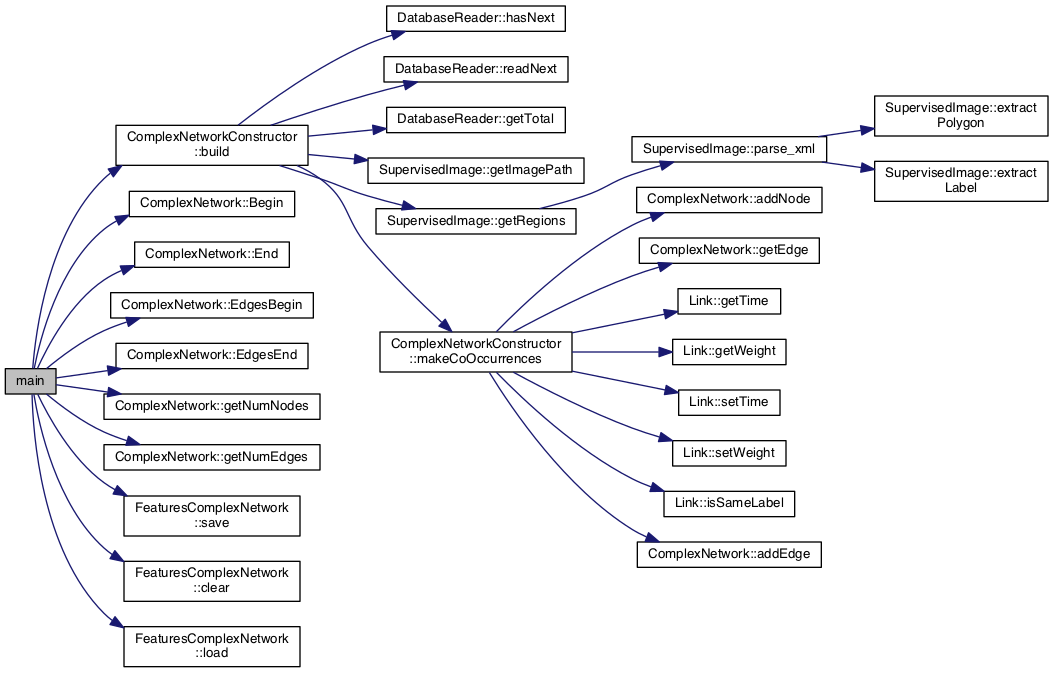 main
ComplexNetworkConstructor
::build
ComplexNetwork::Begin
ComplexNetwork::End
ComplexNetwork::EdgesBegin
ComplexNetwork::EdgesEnd
ComplexNetwork::getNumNodes
ComplexNetwork::getNumEdges
FeaturesComplexNetwork
::save
FeaturesComplexNetwork
::clear
FeaturesComplexNetwork
::load
DatabaseReader::hasNext
DatabaseReader::readNext
DatabaseReader::getTotal
SupervisedImage::getImagePath
SupervisedImage::getRegions
ComplexNetworkConstructor
::makeCoOccurrences
SupervisedImage::parse_xml
ComplexNetwork::addNode
ComplexNetwork::getEdge
Link::getTime
Link::getWeight
Link::setTime
Link::setWeight
Link::isSameLabel
ComplexNetwork::addEdge
SupervisedImage::extract
Polygon
SupervisedImage::extract
Label